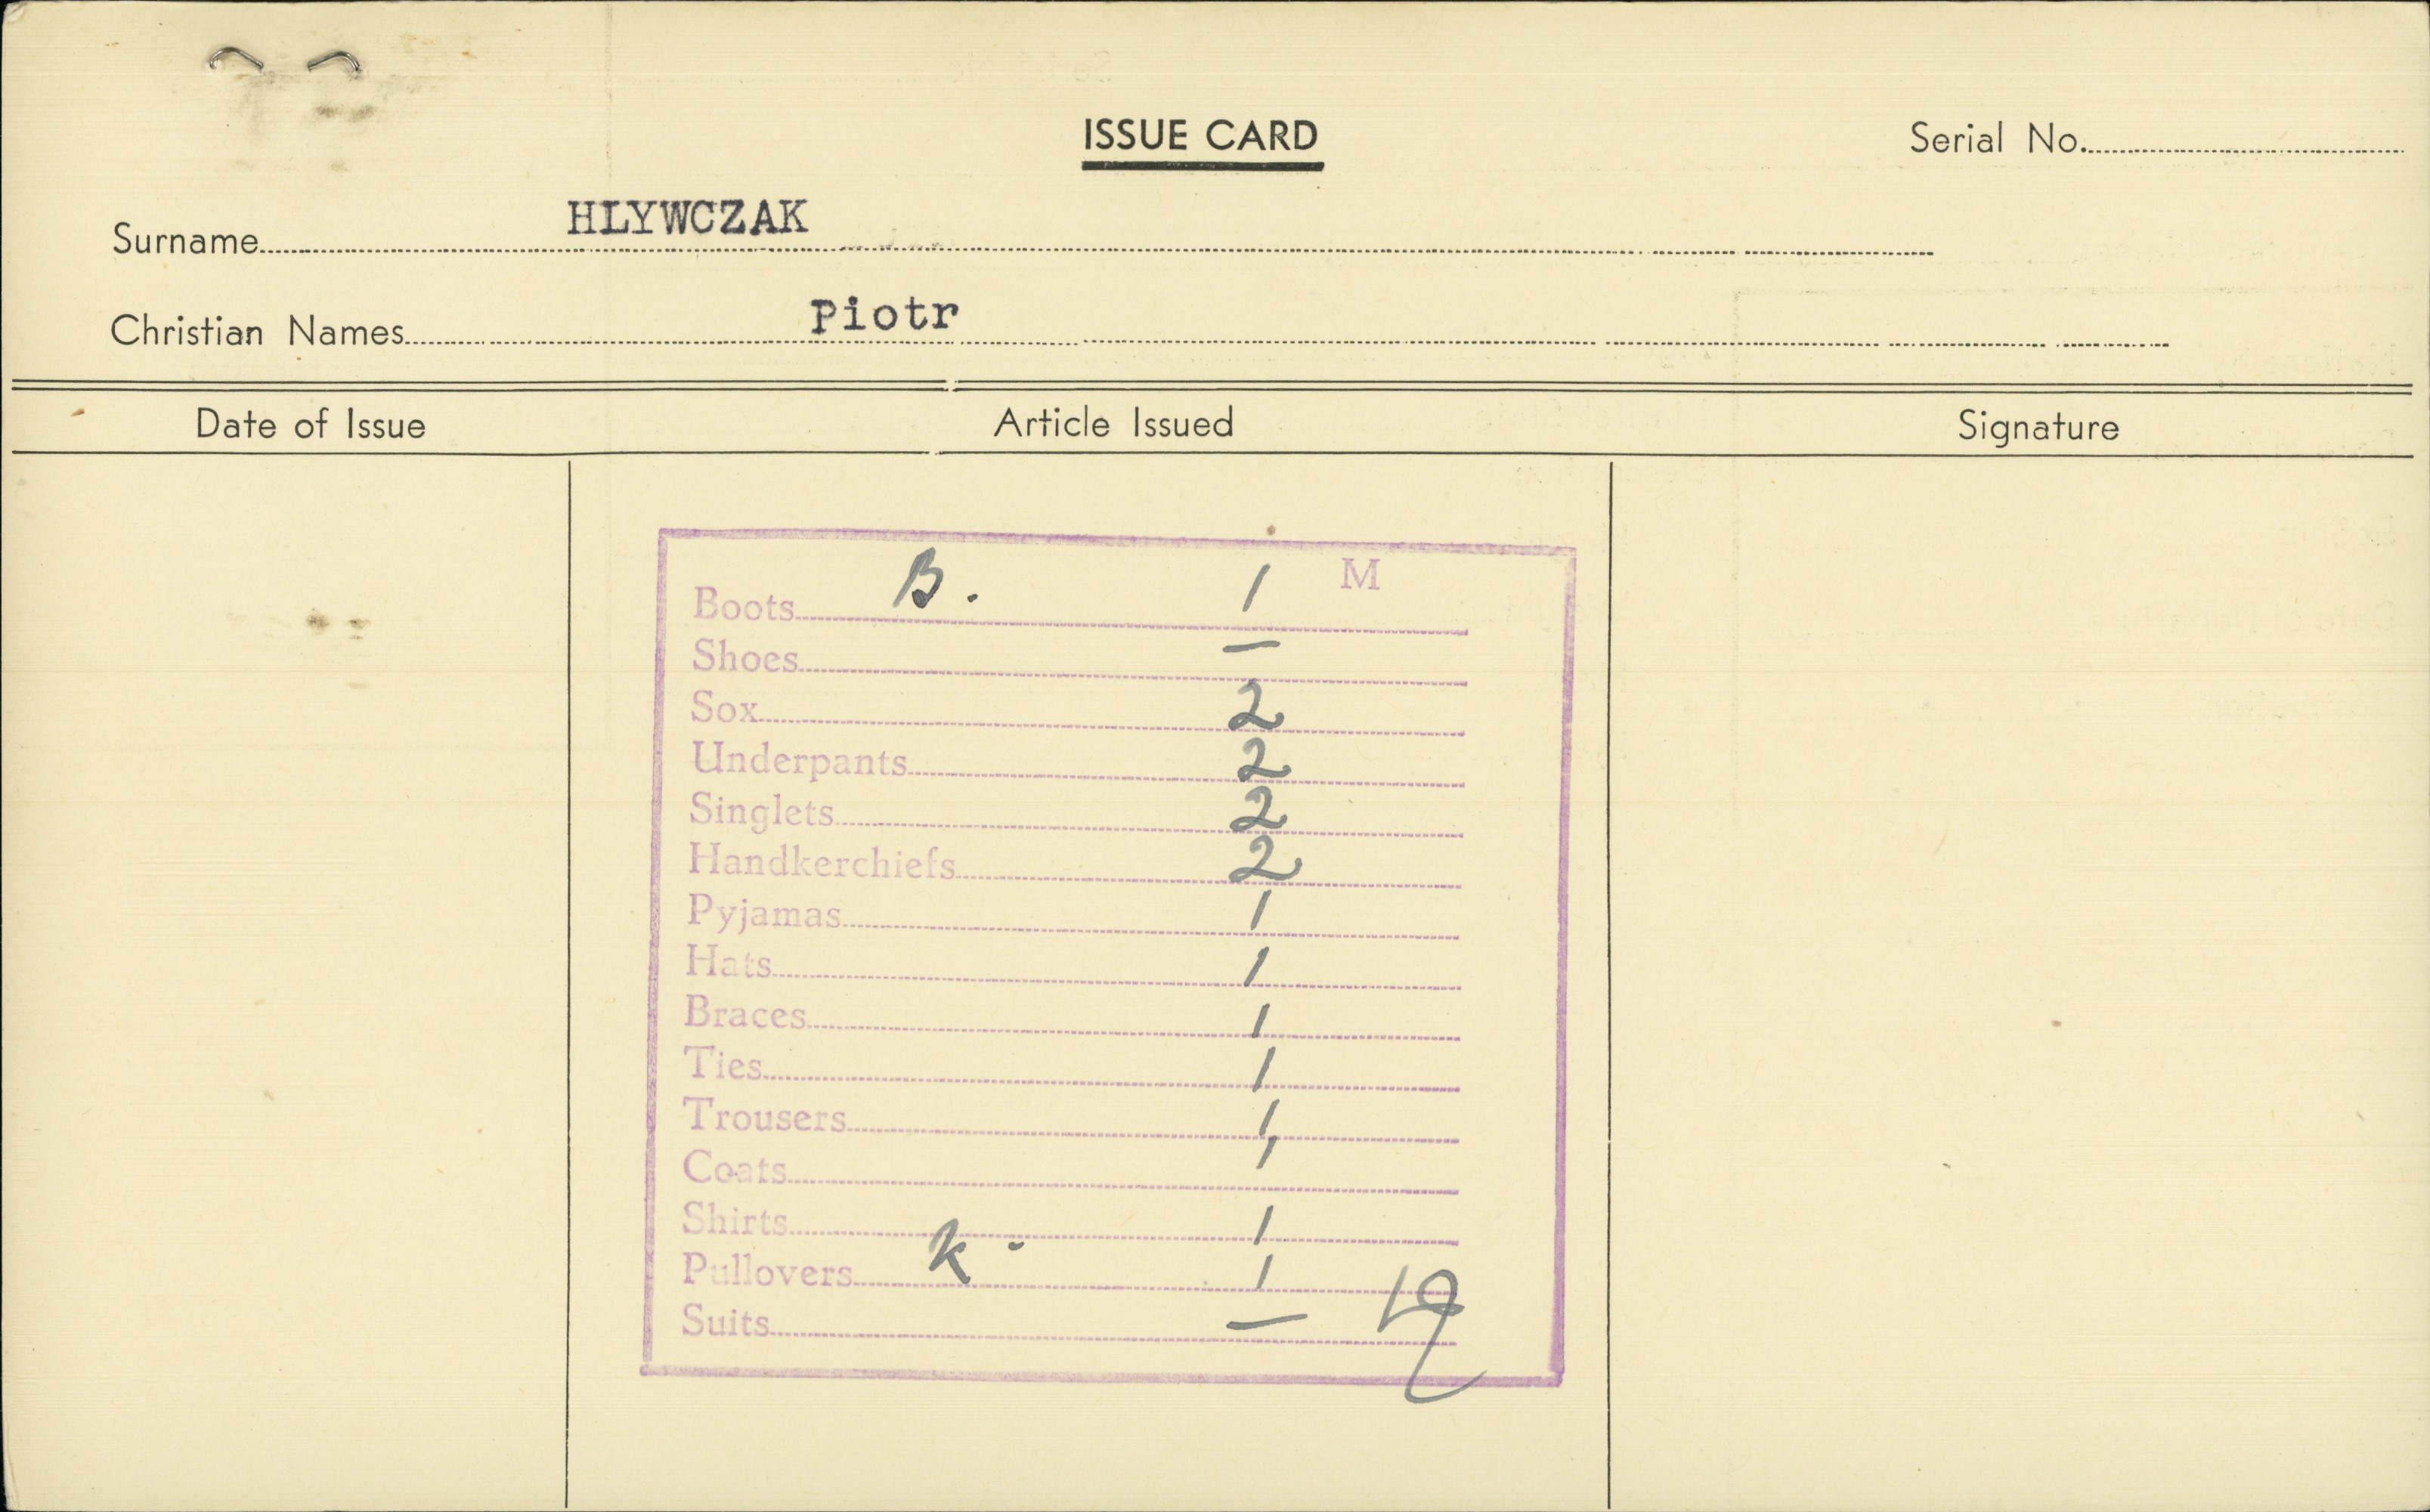 ISSUE CARD
Serial No.
Surname HLYWCZAK
Christian Names Piotr
Date of Issue Article Issued Signature
M
Boots B. 1
Shoes —
Sox 2
Underpants 2
Singlets 2
Handkerchiefs 2
Pyjamas 1
Hats 1
Braces 1
Ties 1
Trousers 1
Coats 1
Shirts 1
Pullovers K. 1
Suits —